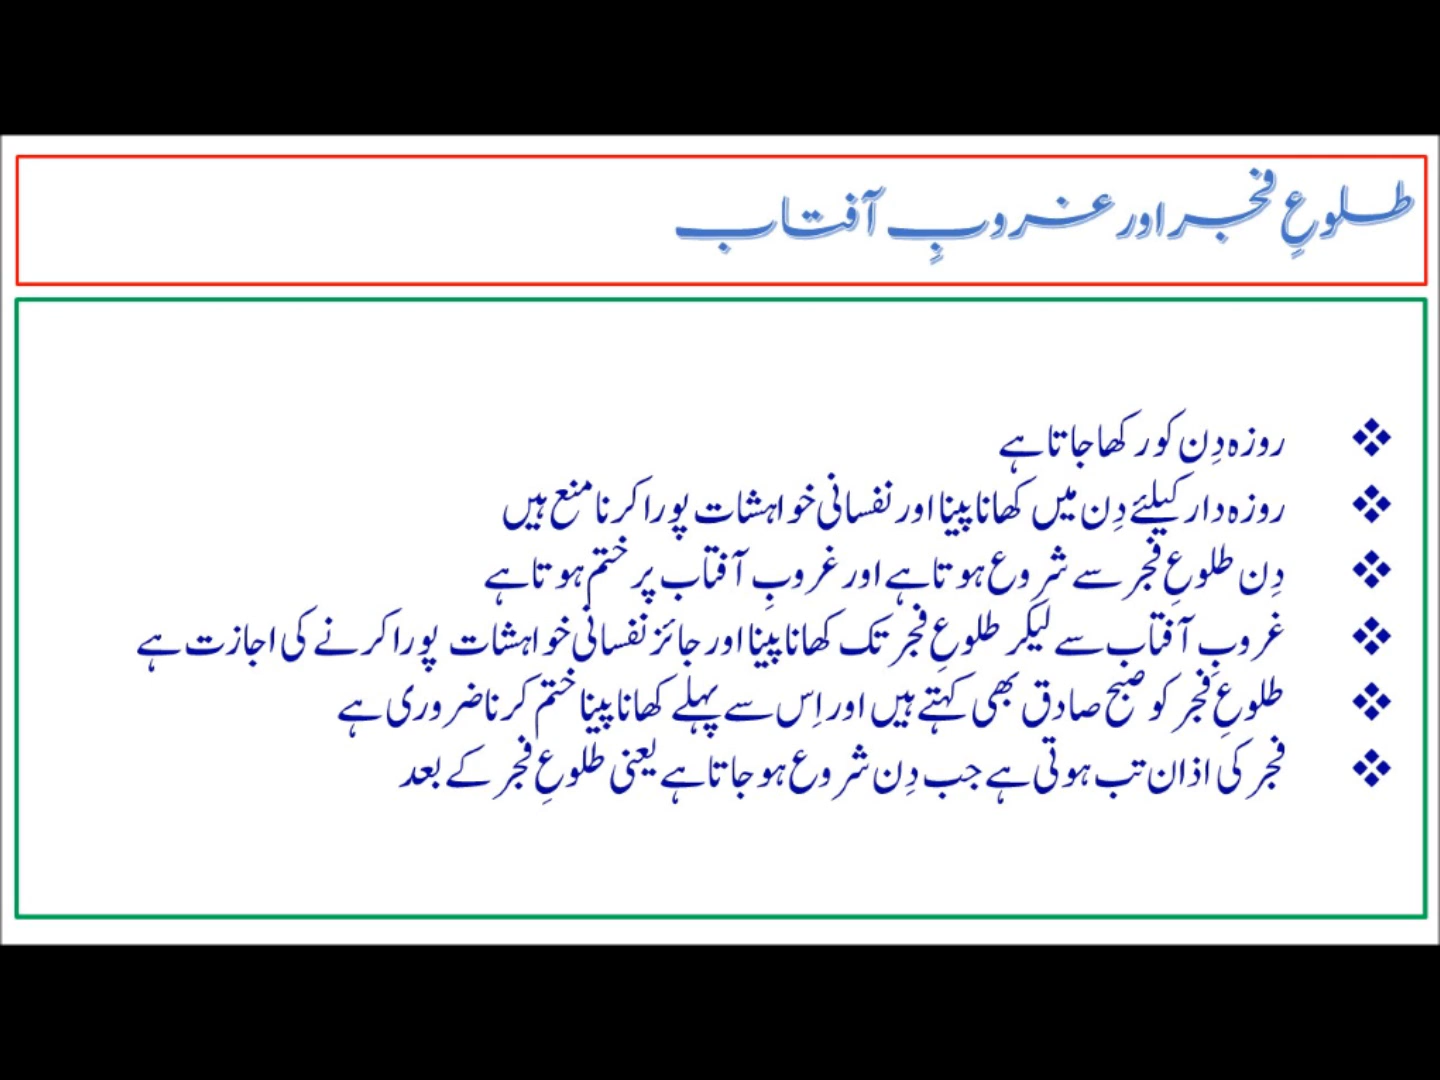 طلوعِ فجر اور غروبِ آفتاب
روزہ دِن کو رکھا جاتا ہے
روزہ دار کیلئے دِن میں کھانا پینا اور نفسانی خواہشات پورا کرنا منع ہیں
دِن طلوعِ فجر سے شروع ہوتا ہے اور غروبِ آفتاب پر ختم ہوتا ہے
غروبِ آفتاب سے لیکر طلوعِ فجر تک کھانا پینا اور جائز نفسانی خواہشات پورا کرنے کی اجازت ہے
طلوعِ فجر کو صبح صادق بھی کہتے ہیں اور اِس سے پہلے کھانا پینا ختم کرنا ضروری ہے
فجر کی اذان تب ہوتی ہے جب دِن شروع ہو جاتا ہے یعنی طلوعِ فجر کے بعد